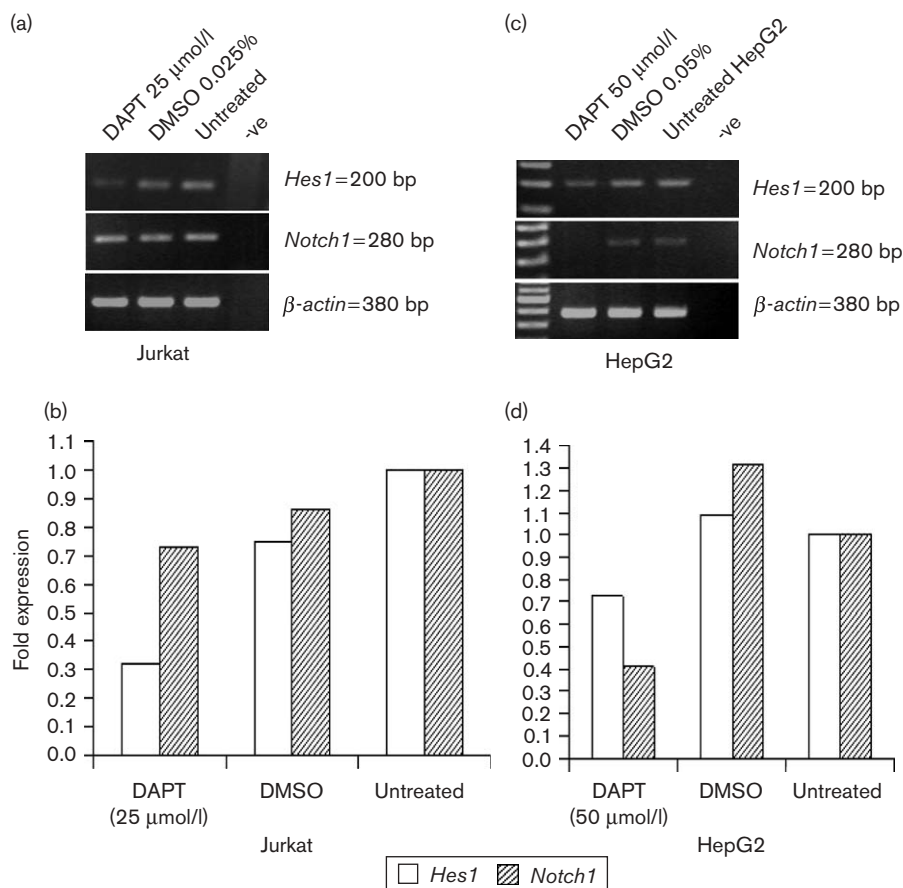 (a)
DAPT 25 μmol/l
DMSO 0.025%
Untreated
-ve
Hes1=200 bp
Notch1=280 bp
β-actin=380 bp
Jurkat
(c)
DAPT 50 μmol/l
DMSO 0.05%
Untreated HepG2
-ve
Hes1=200 bp
Notch1=280 bp
β-actin=380 bp
HepG2
(b)
Fold expression
1.1
1.0
0.9
0.8
0.7
0.6
0.5
0.4
0.3
0.2
0.1
0.0
DAPT
(25 μmol/l)
DMSO
Untreated
Jurkat
(d)
1.4
1.3
1.2
1.1
1.0
0.9
0.8
0.7
0.6
0.5
0.4
0.3
0.2
0.1
0.0
DAPT
(50 μmol/l)
DMSO
Untreated
HepG2
Hes1 Notch1